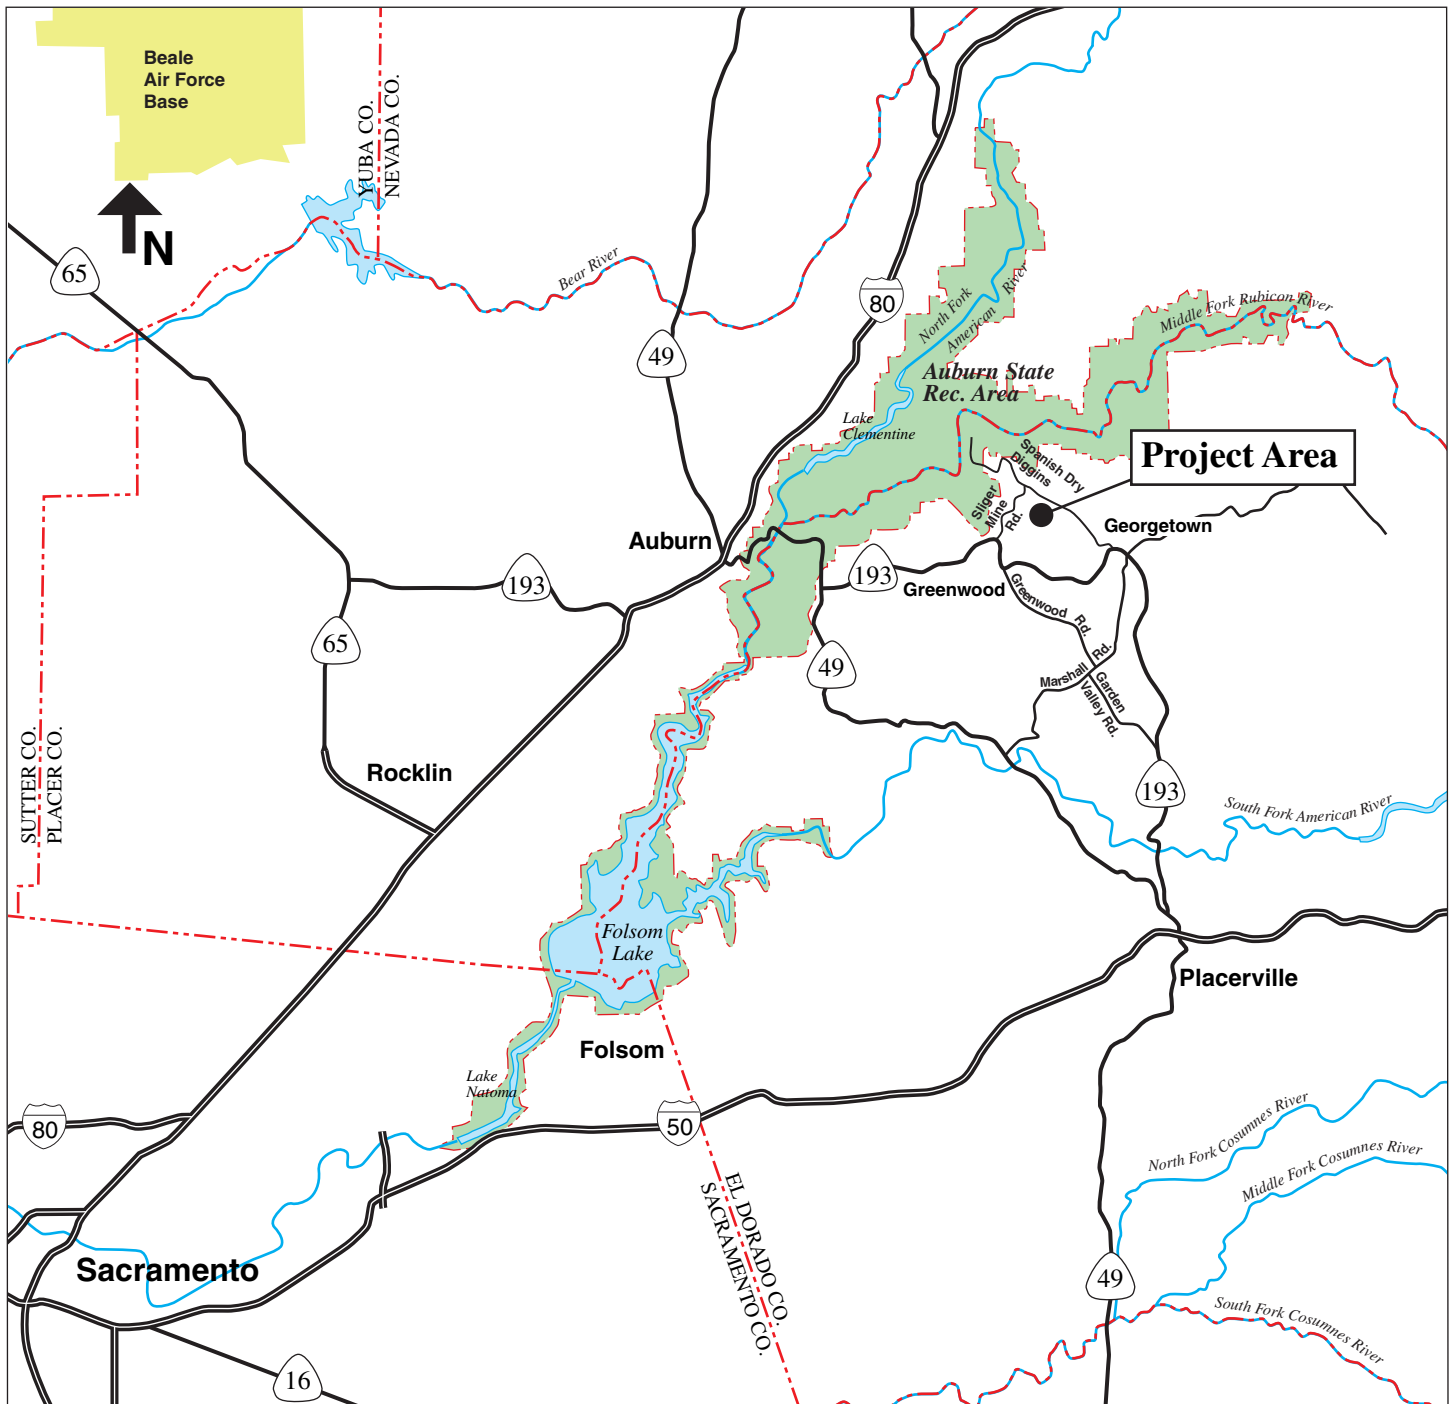 Beale
Air Force
Base
YUBA CO.
NEVADA CO.
N
65
Bear River
80
49
North Fork
American
River
Middle Fork Rubicon River
Auburn State
Rec. Area
Lake
Clementine
Project Area
Spanish Dry
Diggins
Sliger
Mine
Rd.
Georgetown
Auburn
193
193
Greenwood
Greenwood Rd.
65
49
Marshall Rd.
Garden
Valley Rd.
SUTTER CO.
PLACER CO.
Rocklin
193
South Fork American River
Folsom
Lake
Placerville
Folsom
Lake
Natoma
80
50
North Fork Cosumnes River
Middle Fork Cosumnes River
EL DORADO CO.
SACRAMENTO CO.
Sacramento
49
South Fork Cosumnes River
16